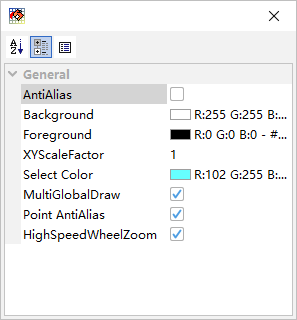 General
AntiAlias
Background R:255 G:255 B:...
Foreground R:0 G:0 B:0 - #...
XYScaleFactor 1
Select Color R:102 G:255 B:...
MultiGlobalDraw
Point AntiAlias
HighSpeedWheelZoom